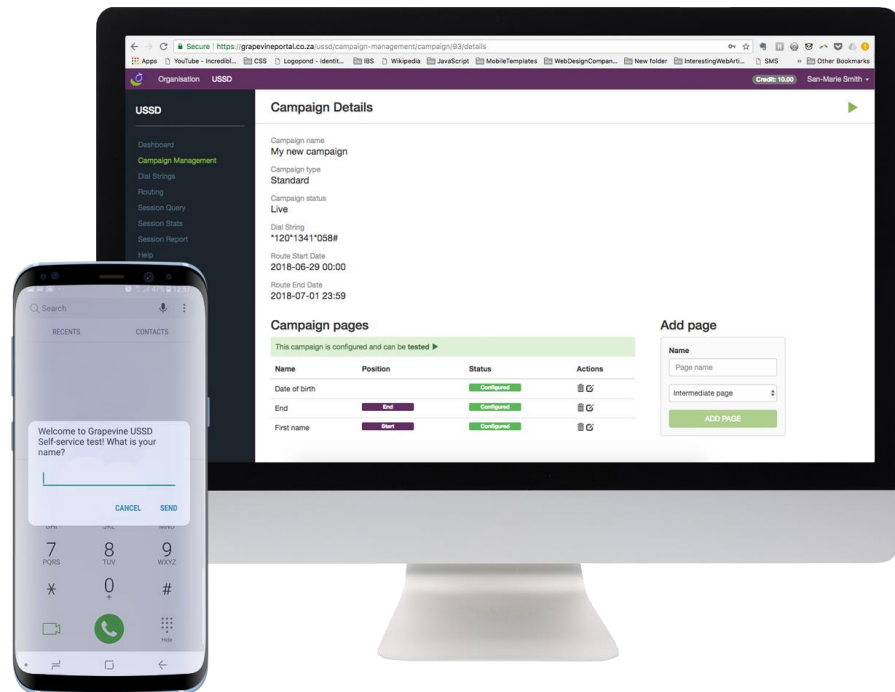 Secure | https://grapevineportal.co.za/ussd/campaign-management/campaign/93/details
Apps YouTube - Incredibl... CSS Logopond - Identit... IBS Wikipedia JavaScript MobileTemplates WebDesignCompan... New folder InterestingWebArti... SMS » Other Bookmarks
Organisation USSD Credit: 10.00 San-Marie Smith
USSD
Dashboard
Campaign Management
Dial Strings
Routing
Session Query
Session Stats
Session Report
Help
Campaign Details
Campaign name
My new campaign
Campaign type
Standard
Campaign status
Live
Dial String
*120*1341*058#
Route Start Date
2018-06-29 00:00
Route End Date
2018-07-01 23:59
Campaign pages
This campaign is configured and can be tested
Name Position Status Actions
Date of birth Configured
End End Configured
First name Start Configured
Add page
Name
Page name
Intermediate page
ADD PAGE
Search
RECENTS CONTACTS
Welcome to Grapevine USSD
Self-service test! What is your
name?
CANCEL SEND
GHI JKL MNO
7 8 9
PQRS TUV WXYZ
* 0 #
+
Hide